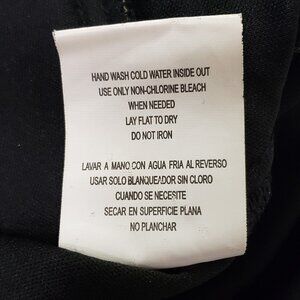 HAND WASH COLD WATER INSIDE OUT
USE ONLY NON-CHLORINE BLEACH
WHEN NEEDED
LAY FLAT TO DRY
DO NOT IRON
LAVAR A MANO CON AGUA FRIA AL REVERSO
USAR SOLO BLANQUEADOR SIN CLORO
CUANDO SE NECESITE
SECAR EN SUPERFICIE PLANA
NO PLANCHAR